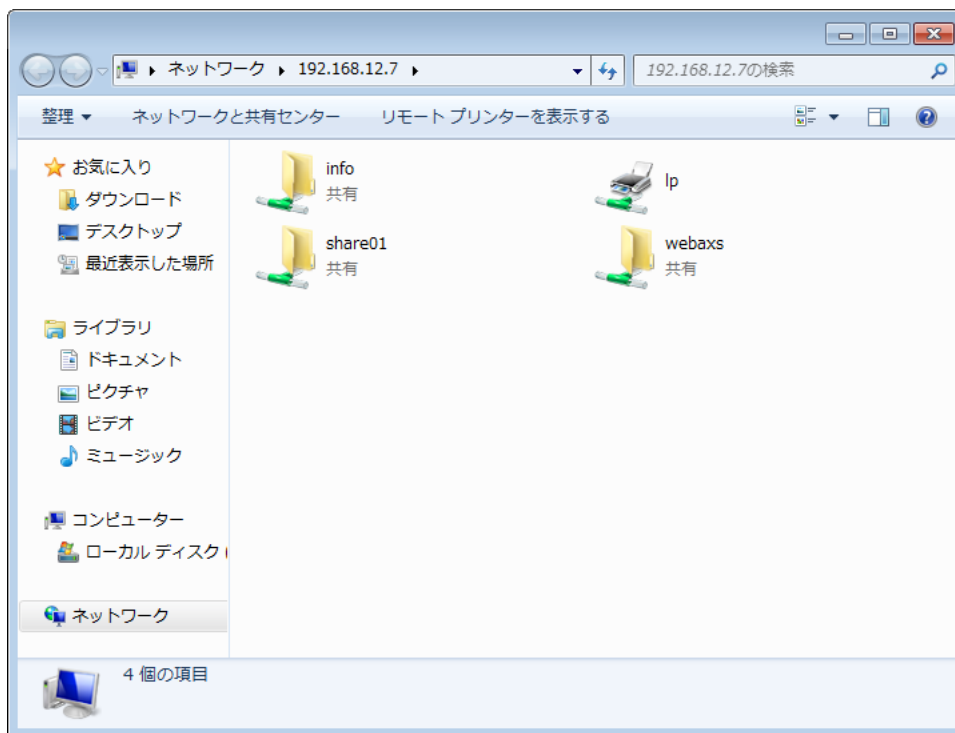 ネットワーク ▸ 192.168.12.7 ▸
192.168.12.7の検索
整理 ネットワークと共有センター リモート プリンターを表示する
お気に入り
ダウンロード
デスクトップ
最近表示した場所
ライブラリ
ドキュメント
ピクチャ
ビデオ
ミュージック
コンピューター
ローカル ディスク (
ネットワーク
info
共有
lp
share01
共有
webaxs
共有
4 個の項目